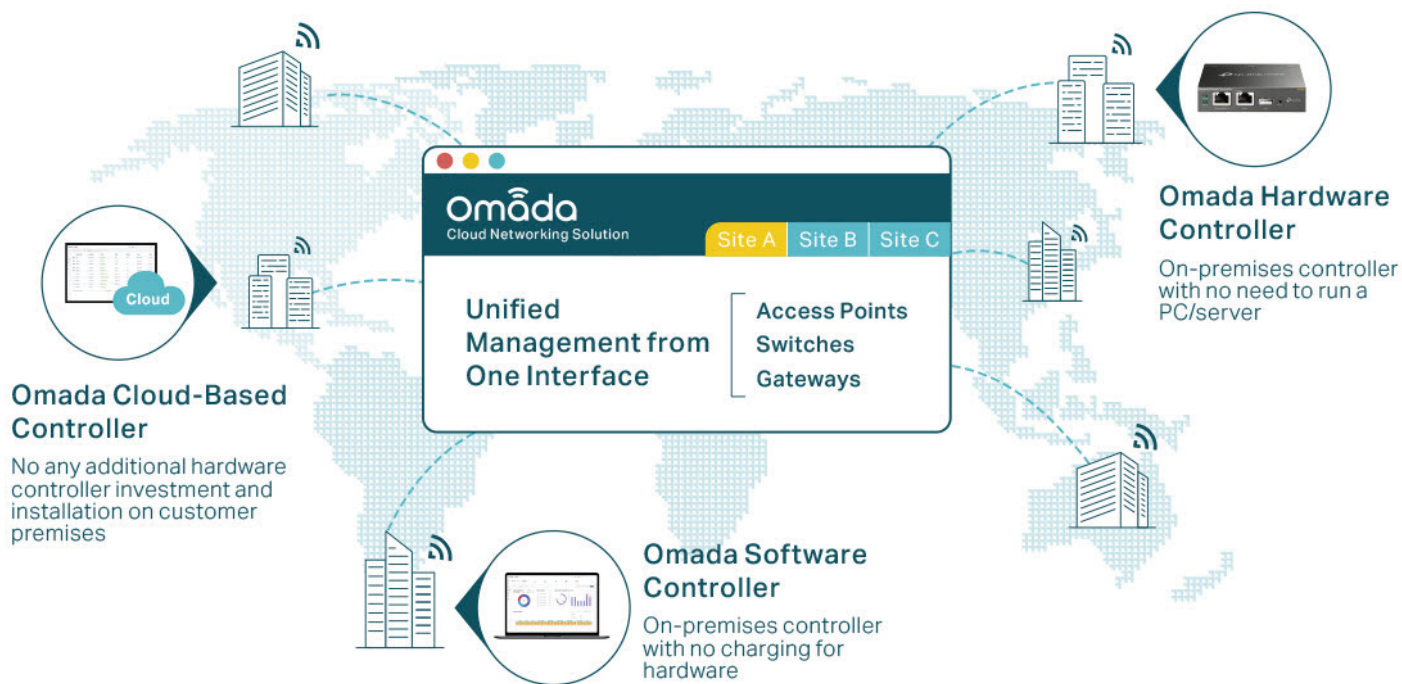 Omada
Cloud Networking Solution
Site A
Site B
Site C
Unified
Management from
One Interface
Access Points
Switches
Gateways
Omada Hardware
Controller
On-premises controller
with no need to run a
PC/server
Cloud
Omada Cloud-Based
Controller
No any additional hardware
controller investment and
installation on customer
premises
Omada Software
Controller
On-premises controller
with no charging for
hardware